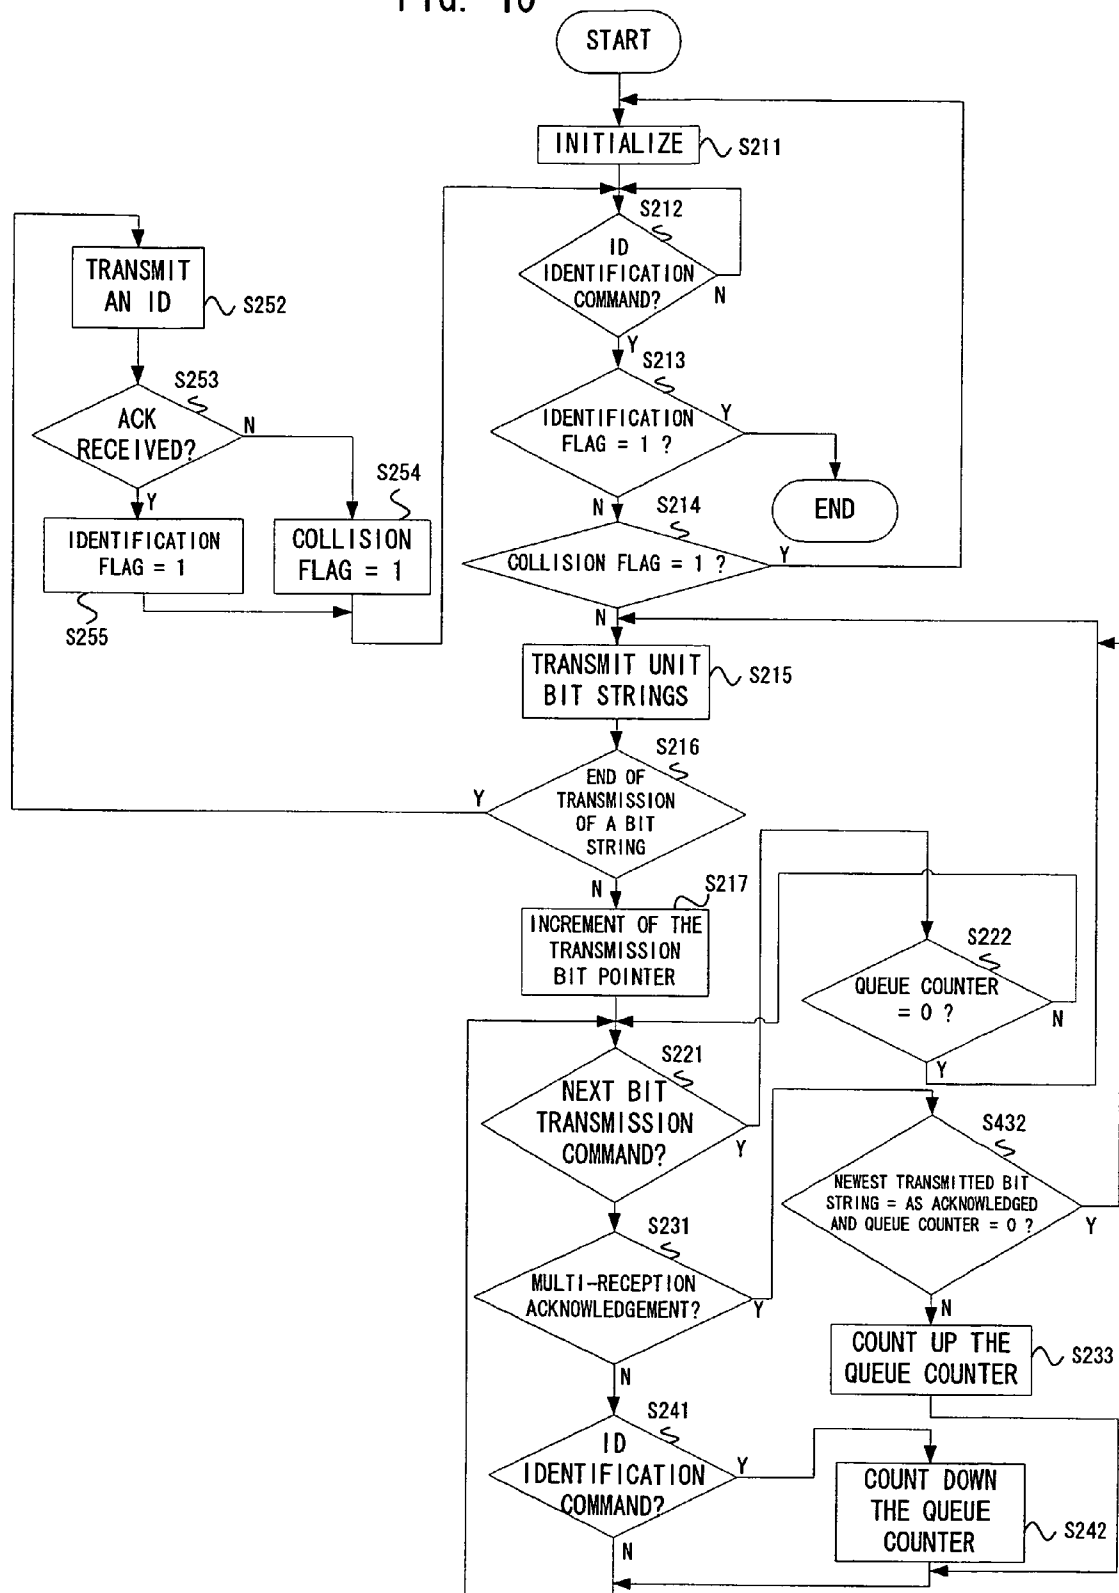 FIG. 10
START
INITIALIZE
S211
S212
ID
IDENTIFICATION
COMMAND?
N
Y
S213
IDENTIFICATION
FLAG = 1 ?
Y
N
END
S214
COLLISION FLAG = 1 ?
Y
N
TRANSMIT
AN ID
S252
S253
ACK
RECEIVED?
N
Y
S254
IDENTIFICATION
FLAG = 1
COLLISION
FLAG = 1
S255
TRANSMIT UNIT
BIT STRINGS
S215
S216
END OF
TRANSMISSION
OF A BIT
STRING
Y
N
S217
INCREMENT OF THE
TRANSMISSION
BIT POINTER
S222
QUEUE COUNTER
= 0 ?
N
Y
S221
NEXT BIT
TRANSMISSION
COMMAND?
Y
S432
NEWEST TRANSMITTED BIT
STRING = AS ACKNOWLEDGED
AND QUEUE COUNTER = 0 ?
Y
N
S231
MULTI-RECEPTION
ACKNOWLEDGEMENT?
Y
N
COUNT UP THE
QUEUE COUNTER
S233
S241
ID
IDENTIFICATION
COMMAND?
Y
N
COUNT DOWN
THE QUEUE
COUNTER
S242